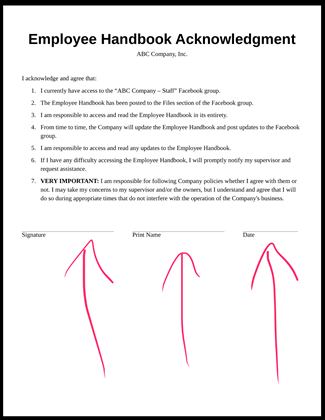 Employee Handbook Acknowledgment
ABC Company, Inc.
I acknowledge and agree that:
1. I currently have access to the “ABC Company – Staff” Facebook group.
2. The Employee Handbook has been posted to the Files section of the Facebook group.
3. I am responsible to access and read the Employee Handbook in its entirety.
4. From time to time, the Company will update the Employee Handbook and post updates to the Facebook
group.
5. I am responsible to access and read any updates to the Employee Handbook.
6. If I have any difficulty accessing the Employee Handbook, I will promptly notify my supervisor and
request assistance.
7. VERY IMPORTANT: I am responsible for following Company policies whether I agree with them or
not. I may take my concerns to my supervisor and/or the owners, but I understand and agree that I will
do so during appropriate times that do not interfere with the operation of the Company's business.
Signature Print Name Date